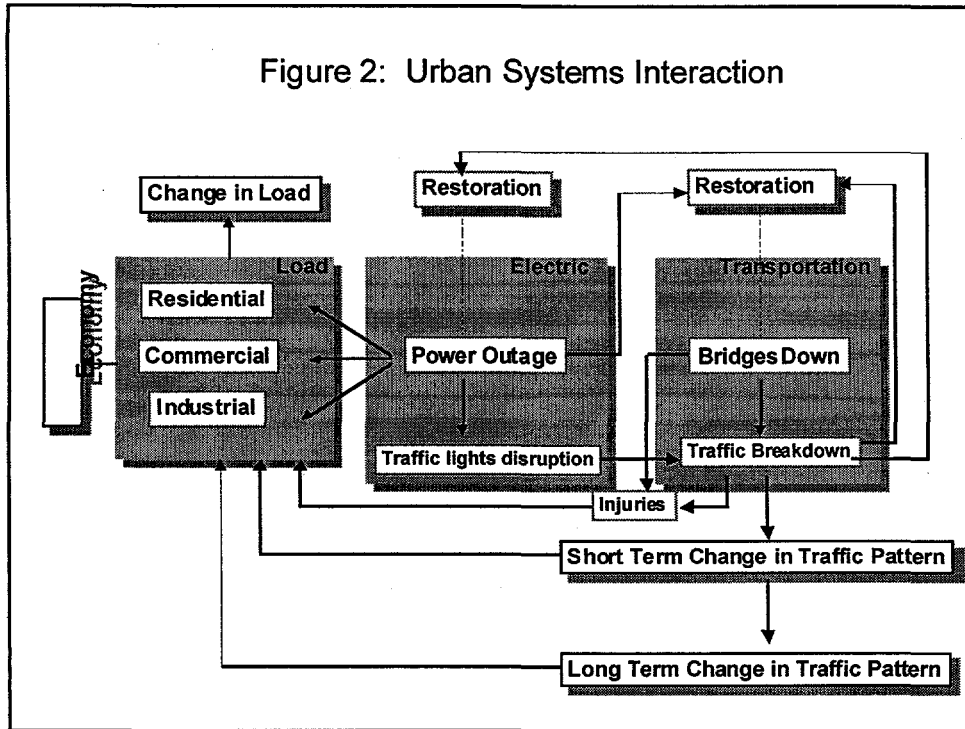 Figure 2: Urban Systems Interaction
Change in Load
Restoration
Restoration
Load
Electric
Transportation
Economy
Residential
Commercial
Industrial
Power Outage
Bridges Down
Traffic lights disruption
Traffic Breakdown
Injuries
Short Term Change in Traffic Pattern
Long Term Change in Traffic Pattern